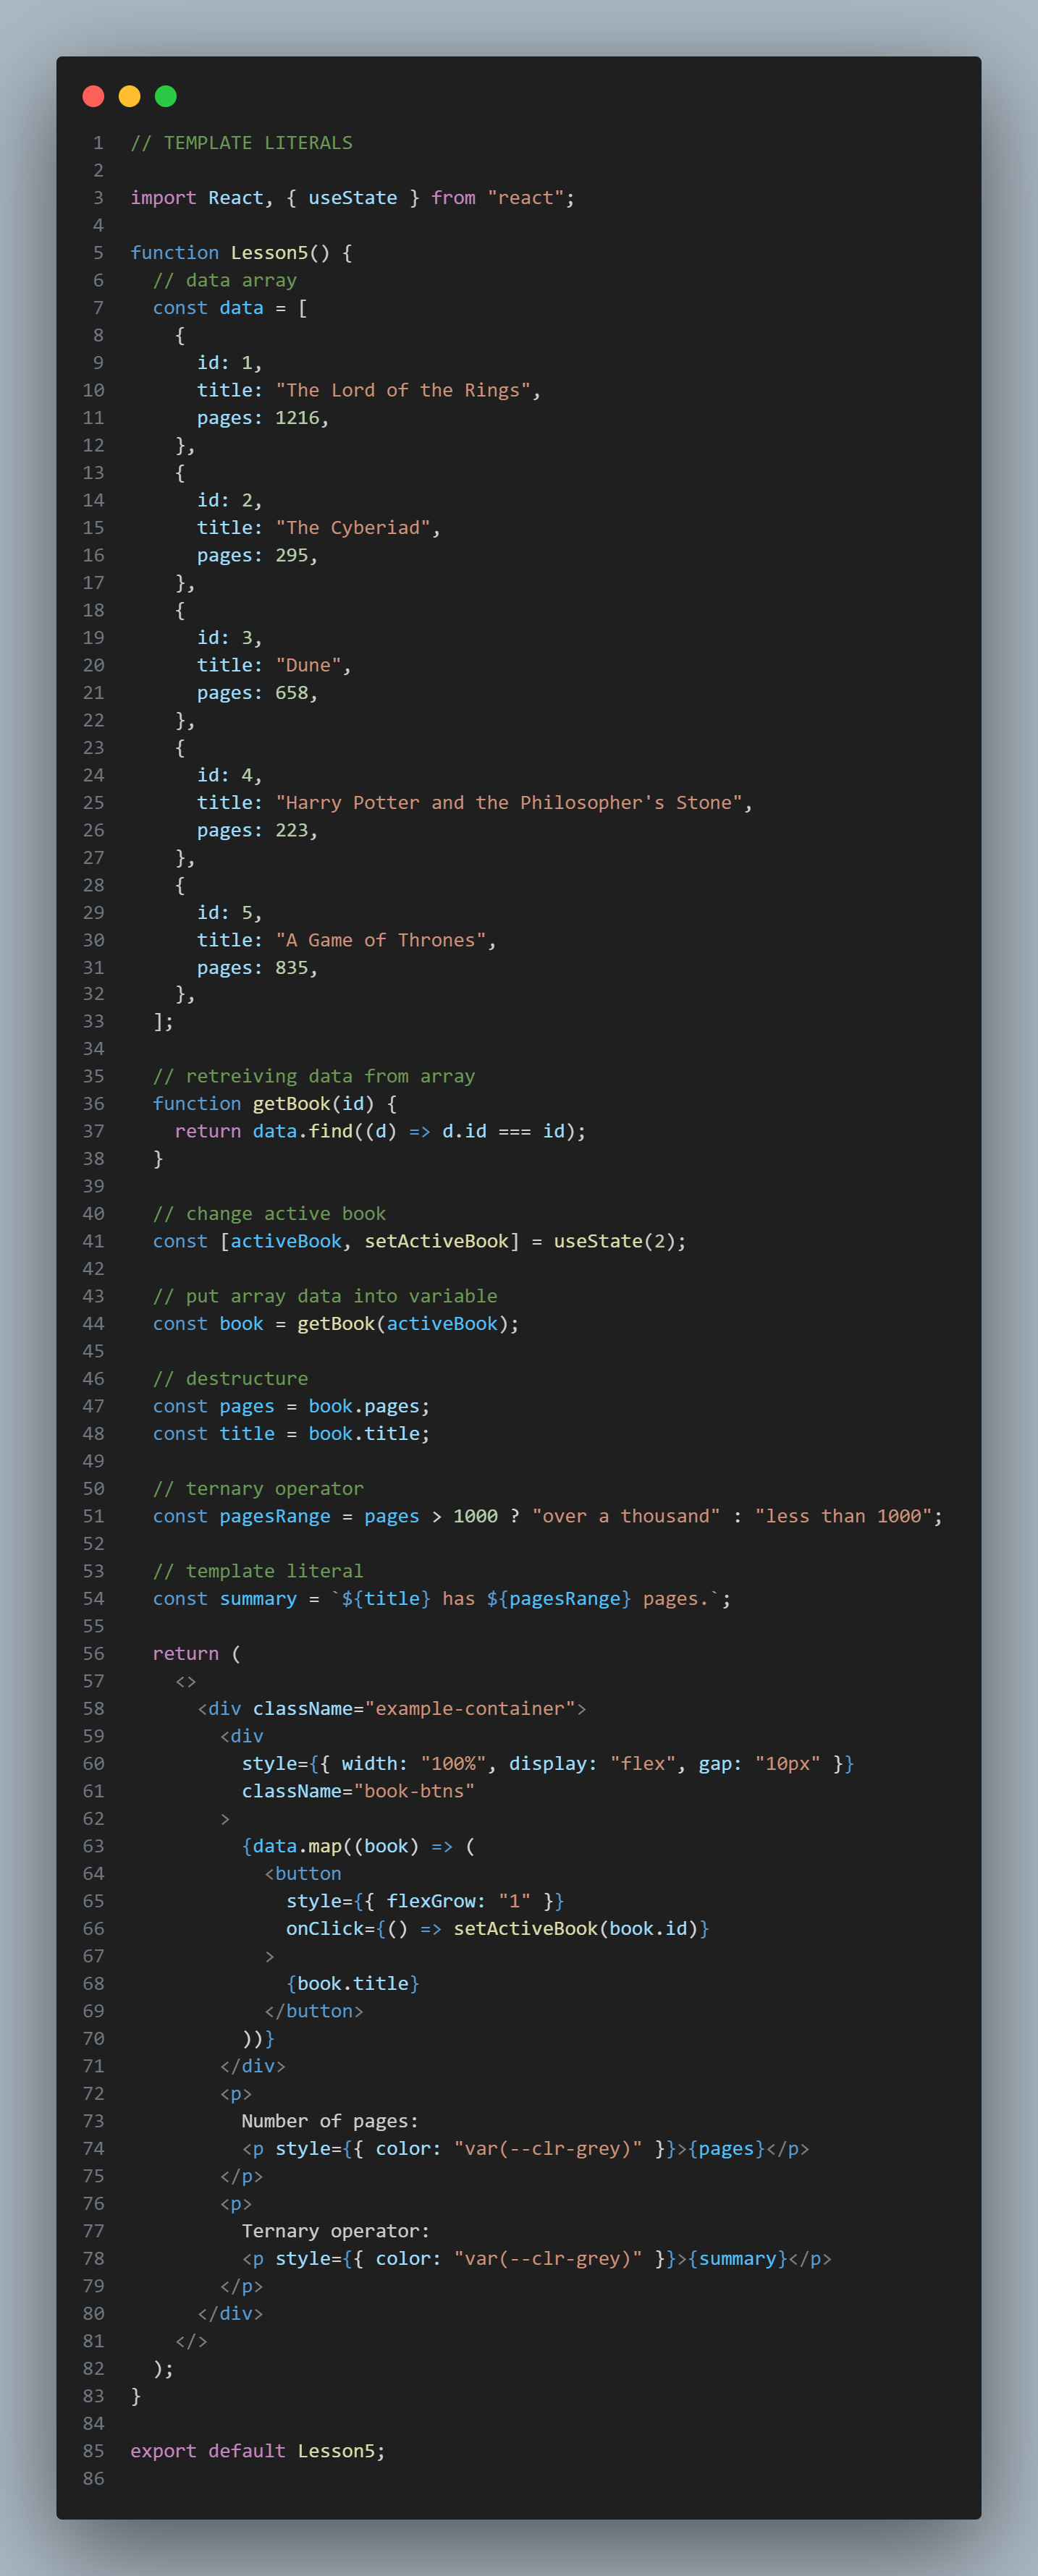 1 // TEMPLATE LITERALS
2
3 import React, { useState } from "react";
4
5 function Lesson5() {
6   // data array
7   const data = [
8     {
9       id: 1,
10       title: "The Lord of the Rings",
11       pages: 1216,
12     },
13     {
14       id: 2,
15       title: "The Cyberiad",
16       pages: 295,
17     },
18     {
19       id: 3,
20       title: "Dune",
21       pages: 658,
22     },
23     {
24       id: 4,
25       title: "Harry Potter and the Philosopher's Stone",
26       pages: 223,
27     },
28     {
29       id: 5,
30       title: "A Game of Thrones",
31       pages: 835,
32     },
33   ];
34
35   // retreiving data from array
36   function getBook(id) {
37     return data.find((d) => d.id === id);
38   }
39
40   // change active book
41   const [activeBook, setActiveBook] = useState(2);
42
43   // put array data into variable
44   const book = getBook(activeBook);
45
46   // destructure
47   const pages = book.pages;
48   const title = book.title;
49
50   // ternary operator
51   const pagesRange = pages > 1000 ? "over a thousand" : "less than 1000";
52
53   // template literal
54   const summary = `${title} has ${pagesRange} pages.`;
55
56   return (
57     <>
58       <div className="example-container">
59         <div
60           style={{ width: "100%", display: "flex", gap: "10px" }}
61           className="book-btns"
62         >
63           {data.map((book) => (
64             <button
65               style={{ flexGrow: "1" }}
66               onClick={() => setActiveBook(book.id)}
67             >
68               {book.title}
69             </button>
70           ))}
71         </div>
72         <p>
73           Number of pages:
74           <p style={{ color: "var(--clr-grey)" }}>{pages}</p>
75         </p>
76         <p>
77           Ternary operator:
78           <p style={{ color: "var(--clr-grey)" }}>{summary}</p>
79         </p>
80       </div>
81     </>
82   );
83 }
84
85 export default Lesson5;
86